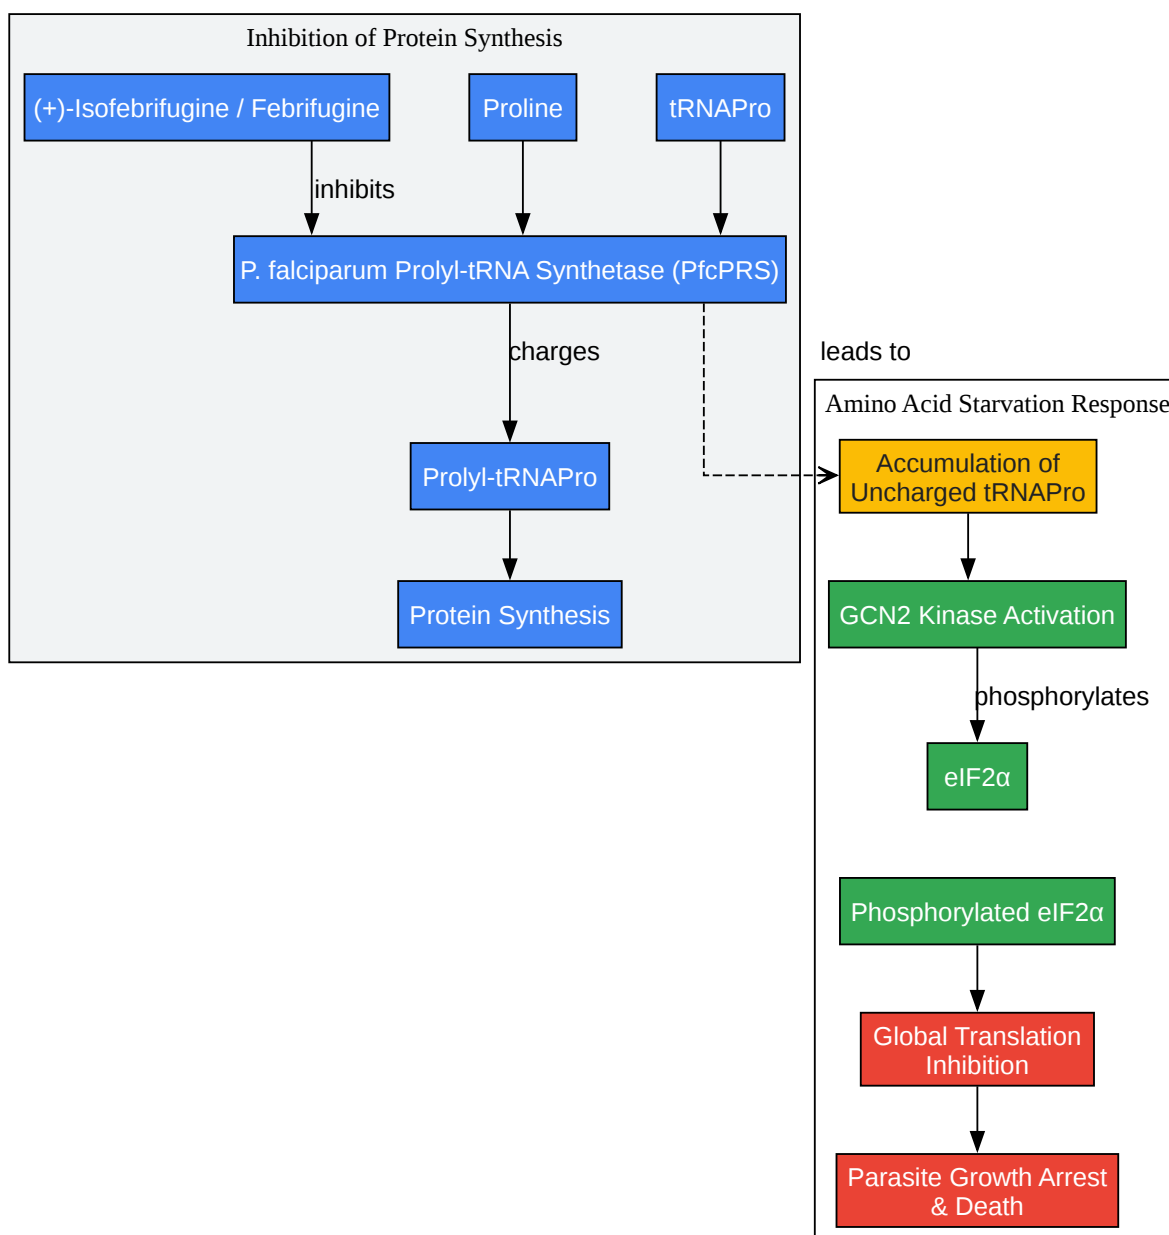 Inhibition of Protein Synthesis
(+)-Isofebrifugine / Febrifugine
Proline
tRNAPro
inhibits
P. falciparum Prolyl-tRNA Synthetase (PfcPRS)
charges
leads to
Prolyl-tRNAPro
Protein Synthesis
Amino Acid Starvation Response
Accumulation of
Uncharged tRNAPro
GCN2 Kinase Activation
phosphorylates
eIF2α
Phosphorylated eIF2α
Global Translation
Inhibition
Parasite Growth Arrest
& Death